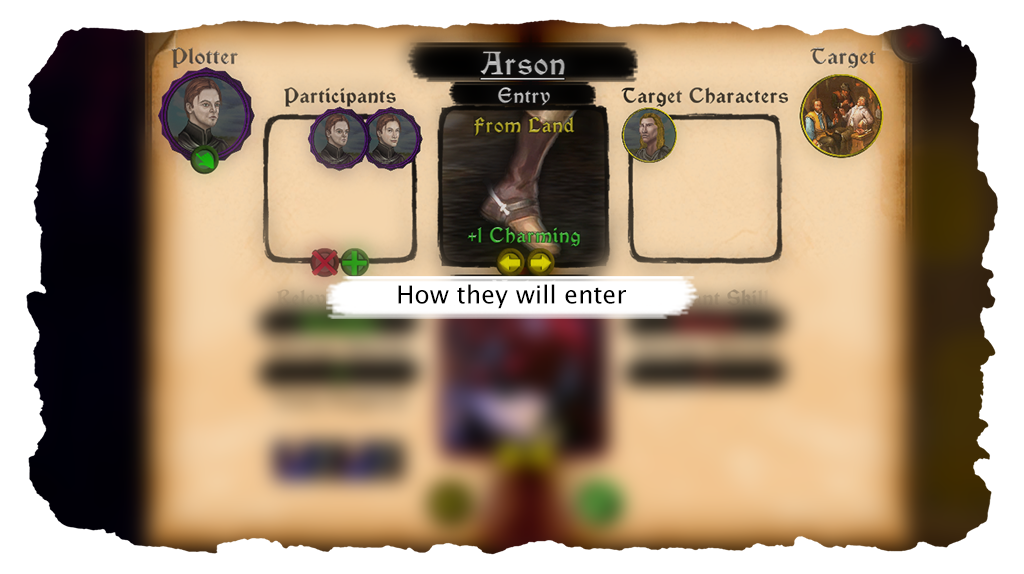 Plotter
Arson
Target
Participants
Entry
Target Characters
From Land
+1 Charming
How they will enter